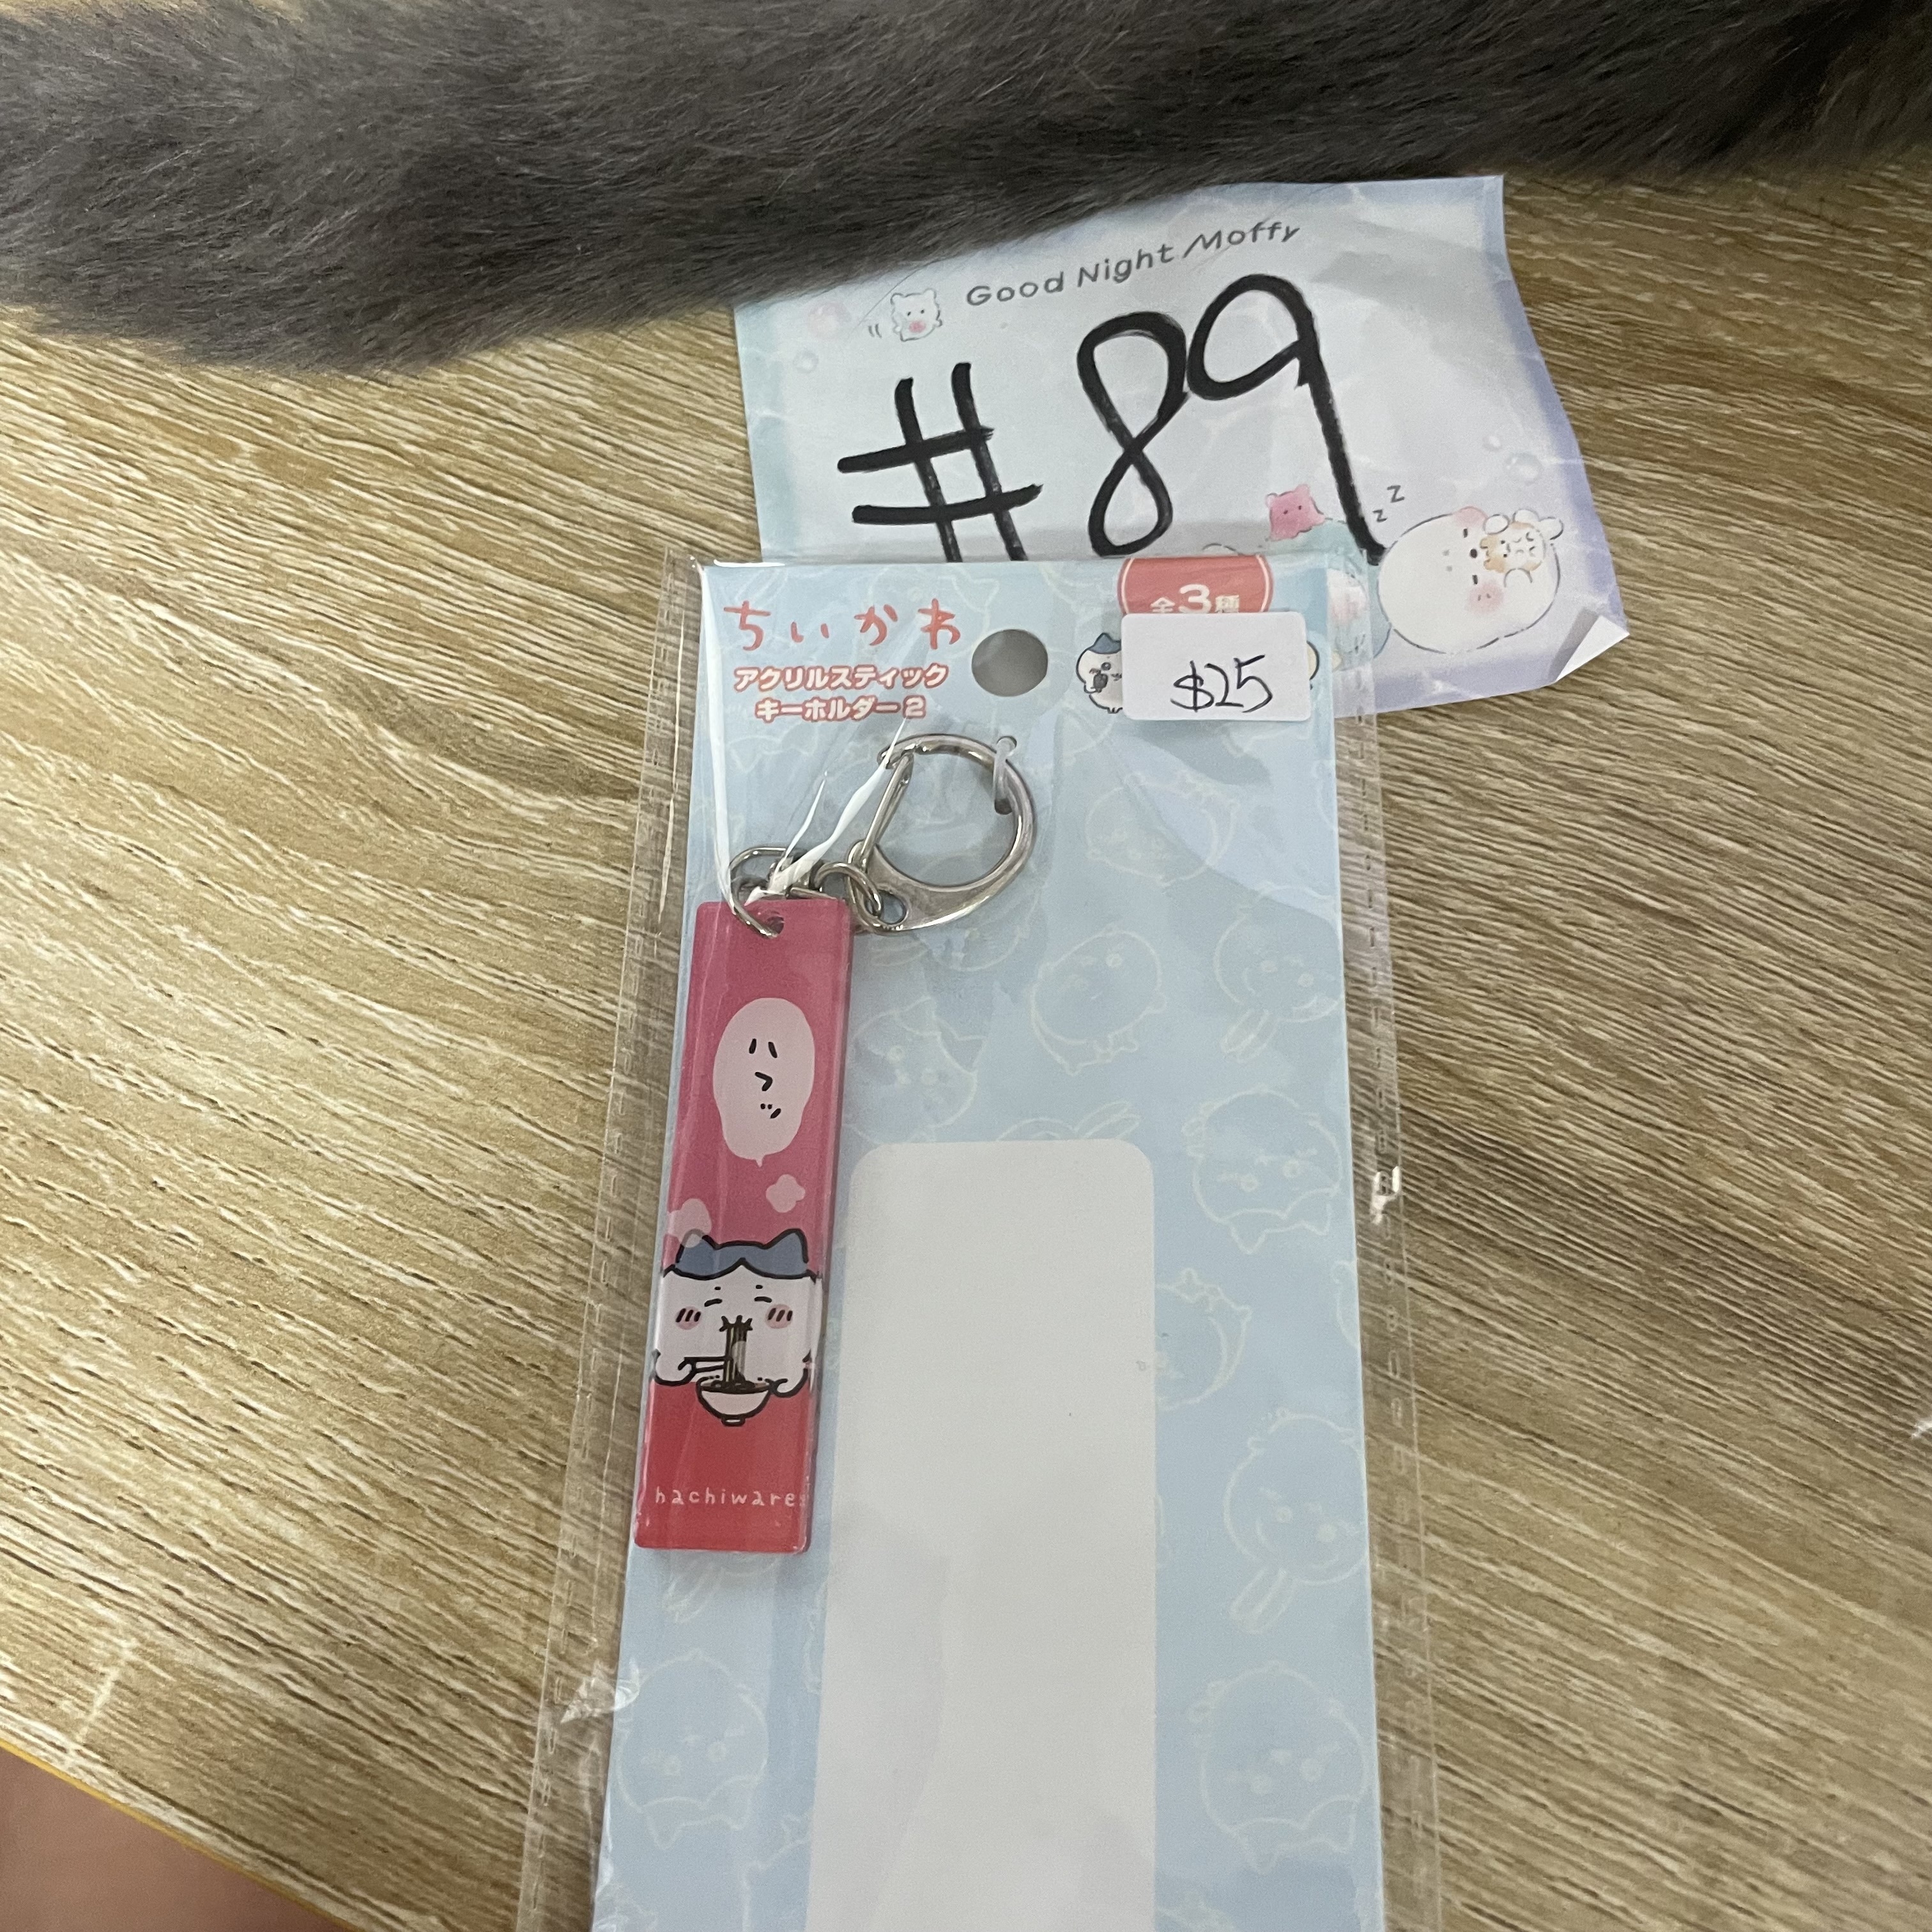 Good Night Moffy
#89
z
z
全3種
ちいかわ
アクリルスティック
キーホルダー2
$25
ハフッ
hachiware